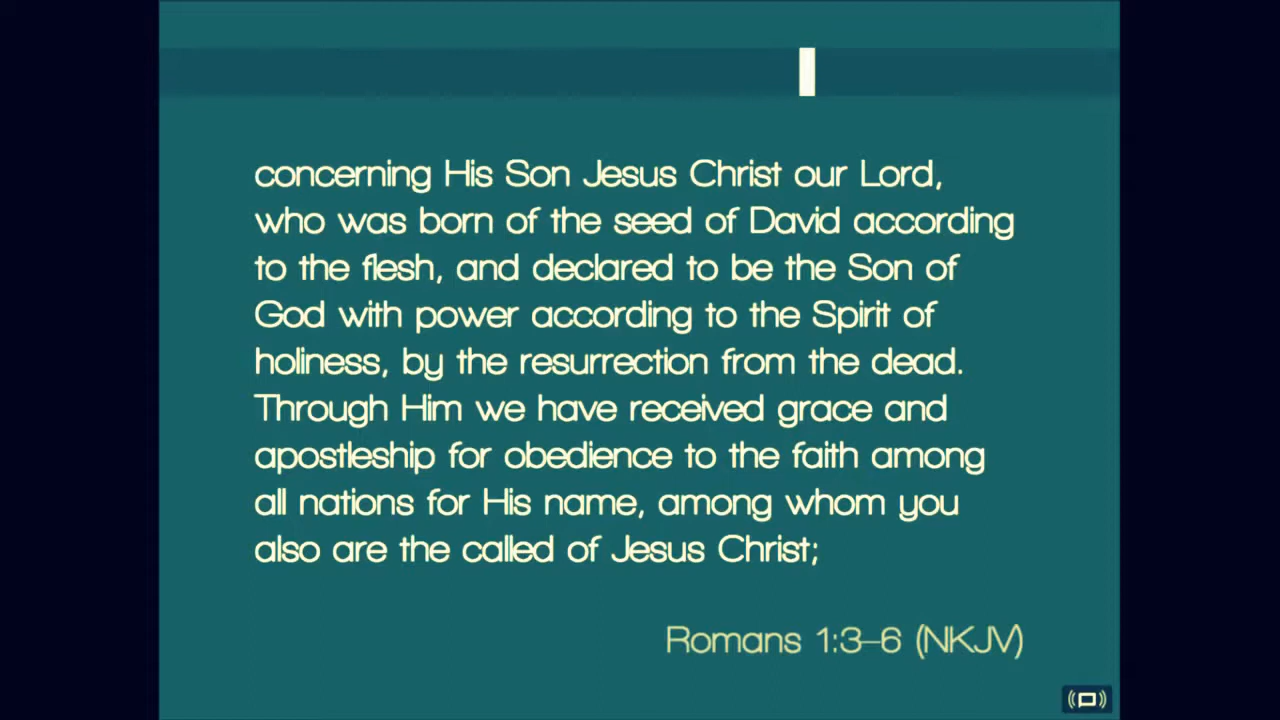 concerning His Son Jesus Christ our Lord,
who was born of the seed of David according
to the flesh, and declared to be the Son of
God with power according to the Spirit of
holiness, by the resurrection from the dead.
Through Him we have received grace and
apostleship for obedience to the faith among
all nations for His name, among whom you
also are the called of Jesus Christ;
Romans 1:3–6 (NKJV)